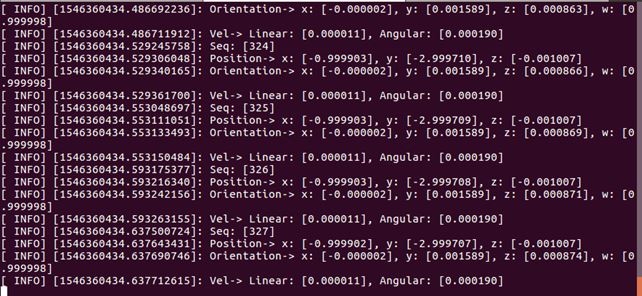 [ INFO] [1546360434.486692236]: Orientation-> x: [-0.000002], y: [0.001589], z: [0.000863], w: [0
.999998]
[ INFO] [1546360434.486711912]: Vel-> Linear: [0.000011], Angular: [0.000190]
[ INFO] [1546360434.529245758]: Seq: [324]
[ INFO] [1546360434.529306048]: Position-> x: [-0.999903], y: [-2.999710], z: [-0.001007]
[ INFO] [1546360434.529340165]: Orientation-> x: [-0.000002], y: [0.001589], z: [0.000866], w: [0
.999998]
[ INFO] [1546360434.529361700]: Vel-> Linear: [0.000011], Angular: [0.000190]
[ INFO] [1546360434.553048697]: Seq: [325]
[ INFO] [1546360434.553111051]: Position-> x: [-0.999903], y: [-2.999709], z: [-0.001007]
[ INFO] [1546360434.553133493]: Orientation-> x: [-0.000002], y: [0.001589], z: [0.000869], w: [0
.999998]
[ INFO] [1546360434.553150484]: Vel-> Linear: [0.000011], Angular: [0.000190]
[ INFO] [1546360434.593175377]: Seq: [326]
[ INFO] [1546360434.593216340]: Position-> x: [-0.999903], y: [-2.999708], z: [-0.001007]
[ INFO] [1546360434.593242156]: Orientation-> x: [-0.000002], y: [0.001589], z: [0.000871], w: [0
.999998]
[ INFO] [1546360434.593263155]: Vel-> Linear: [0.000011], Angular: [0.000190]
[ INFO] [1546360434.637500724]: Seq: [327]
[ INFO] [1546360434.637643431]: Position-> x: [-0.999902], y: [-2.999707], z: [-0.001007]
[ INFO] [1546360434.637690746]: Orientation-> x: [-0.000002], y: [0.001589], z: [0.000874], w: [0
.999998]
[ INFO] [1546360434.637712615]: Vel-> Linear: [0.000011], Angular: [0.000190]